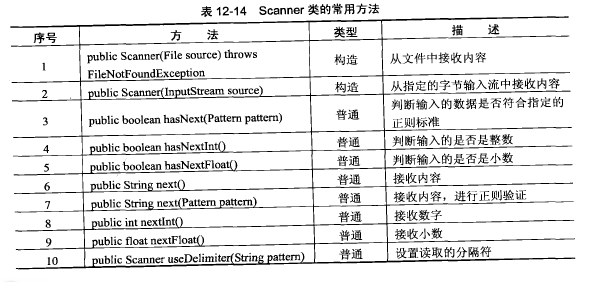 表 12-14 Scanner 类的常用方法
序号 方 法 类型 描 述
1 public Scanner(File source) throws FileNotFoundException 构造 从文件中接收内容
2 public Scanner(InputStream source) 构造 从指定的字节输入流中接收内容
3 public boolean hasNext(Pattern pattern) 普通 判断输入的数据是否符合指定的正则标准
4 public boolean hasNextInt() 普通 判断输入的是否是整数
5 public boolean hasNextFloat() 普通 判断输入的是否是小数
6 public String next() 普通 接收内容
7 public String next(Pattern pattern) 普通 接收内容，进行正则验证
8 public int nextInt() 普通 接收数字
9 public float nextFloat() 普通 接收小数
10 public Scanner useDelimiter(String pattern) 普通 设置读取的分隔符